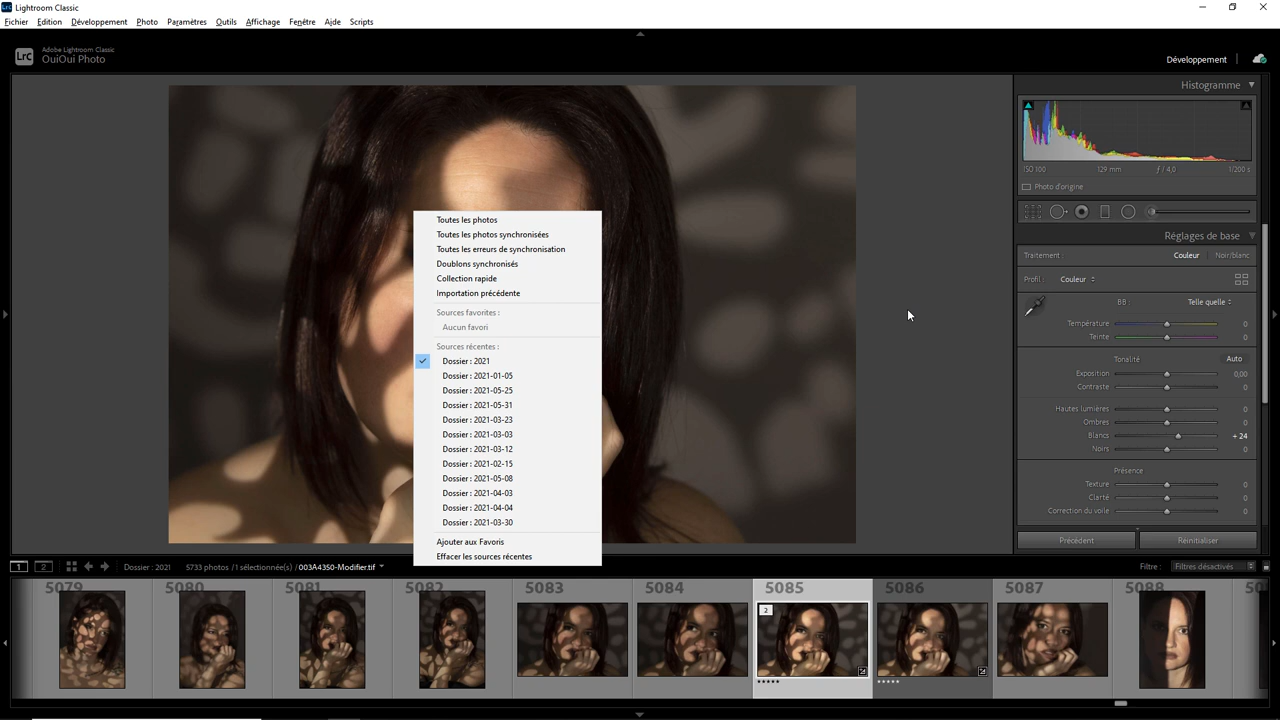 Lrc Lightroom Classic
Fichier Edition Développement Photo Paramètres Outils Affichage Fenêtre Aide Scripts
Lrc
Adobe Lightroom Classic
OuiOui Photo
Développement
Histogramme
ISO 100 129 mm ƒ / 4,0 1/200 s
Photo d'origine
Réglages de base
Traitement : Couleur Noir/blanc
Profil : Couleur
BB : Telle quelle
Température 0
Teinte 0
Tonalité Auto
Exposition 0,00
Contraste 0
Hautes lumières 0
Ombres 0
Blancs + 24
Noirs 0
Présence
Texture 0
Clarté 0
Correction du voile 0
Précédent Réinitialiser
Toutes les photos
Toutes les photos synchronisées
Toutes les erreurs de synchronisation
Doublons synchronisés
Collection rapide
Importation précédente
Sources favorites :
Aucun favori
Sources récentes :
Dossier : 2021
Dossier : 2021-01-05
Dossier : 2021-05-25
Dossier : 2021-05-31
Dossier : 2021-03-23
Dossier : 2021-03-03
Dossier : 2021-03-12
Dossier : 2021-02-15
Dossier : 2021-05-08
Dossier : 2021-04-03
Dossier : 2021-04-04
Dossier : 2021-03-30
Ajouter aux Favoris
Effacer les sources récentes
1 2 Dossier : 2021 5733 photos / 1 sélectionnée(s) / 003A4350-Modifier.tif Filtre : Filtres désactivés
5079 5080 5081 5082 5083 5084 5085 5086 5087 5088
2